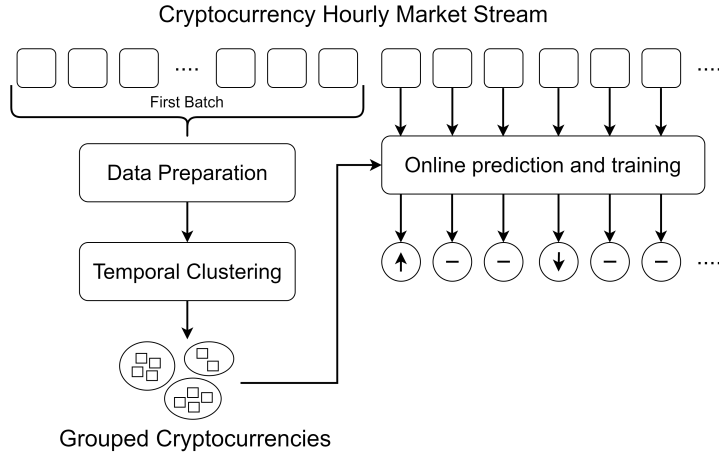 Cryptocurrency Hourly Market Stream
....
....
First Batch
Data Preparation
Online prediction and training
Temporal Clustering
....
Grouped Cryptocurrencies